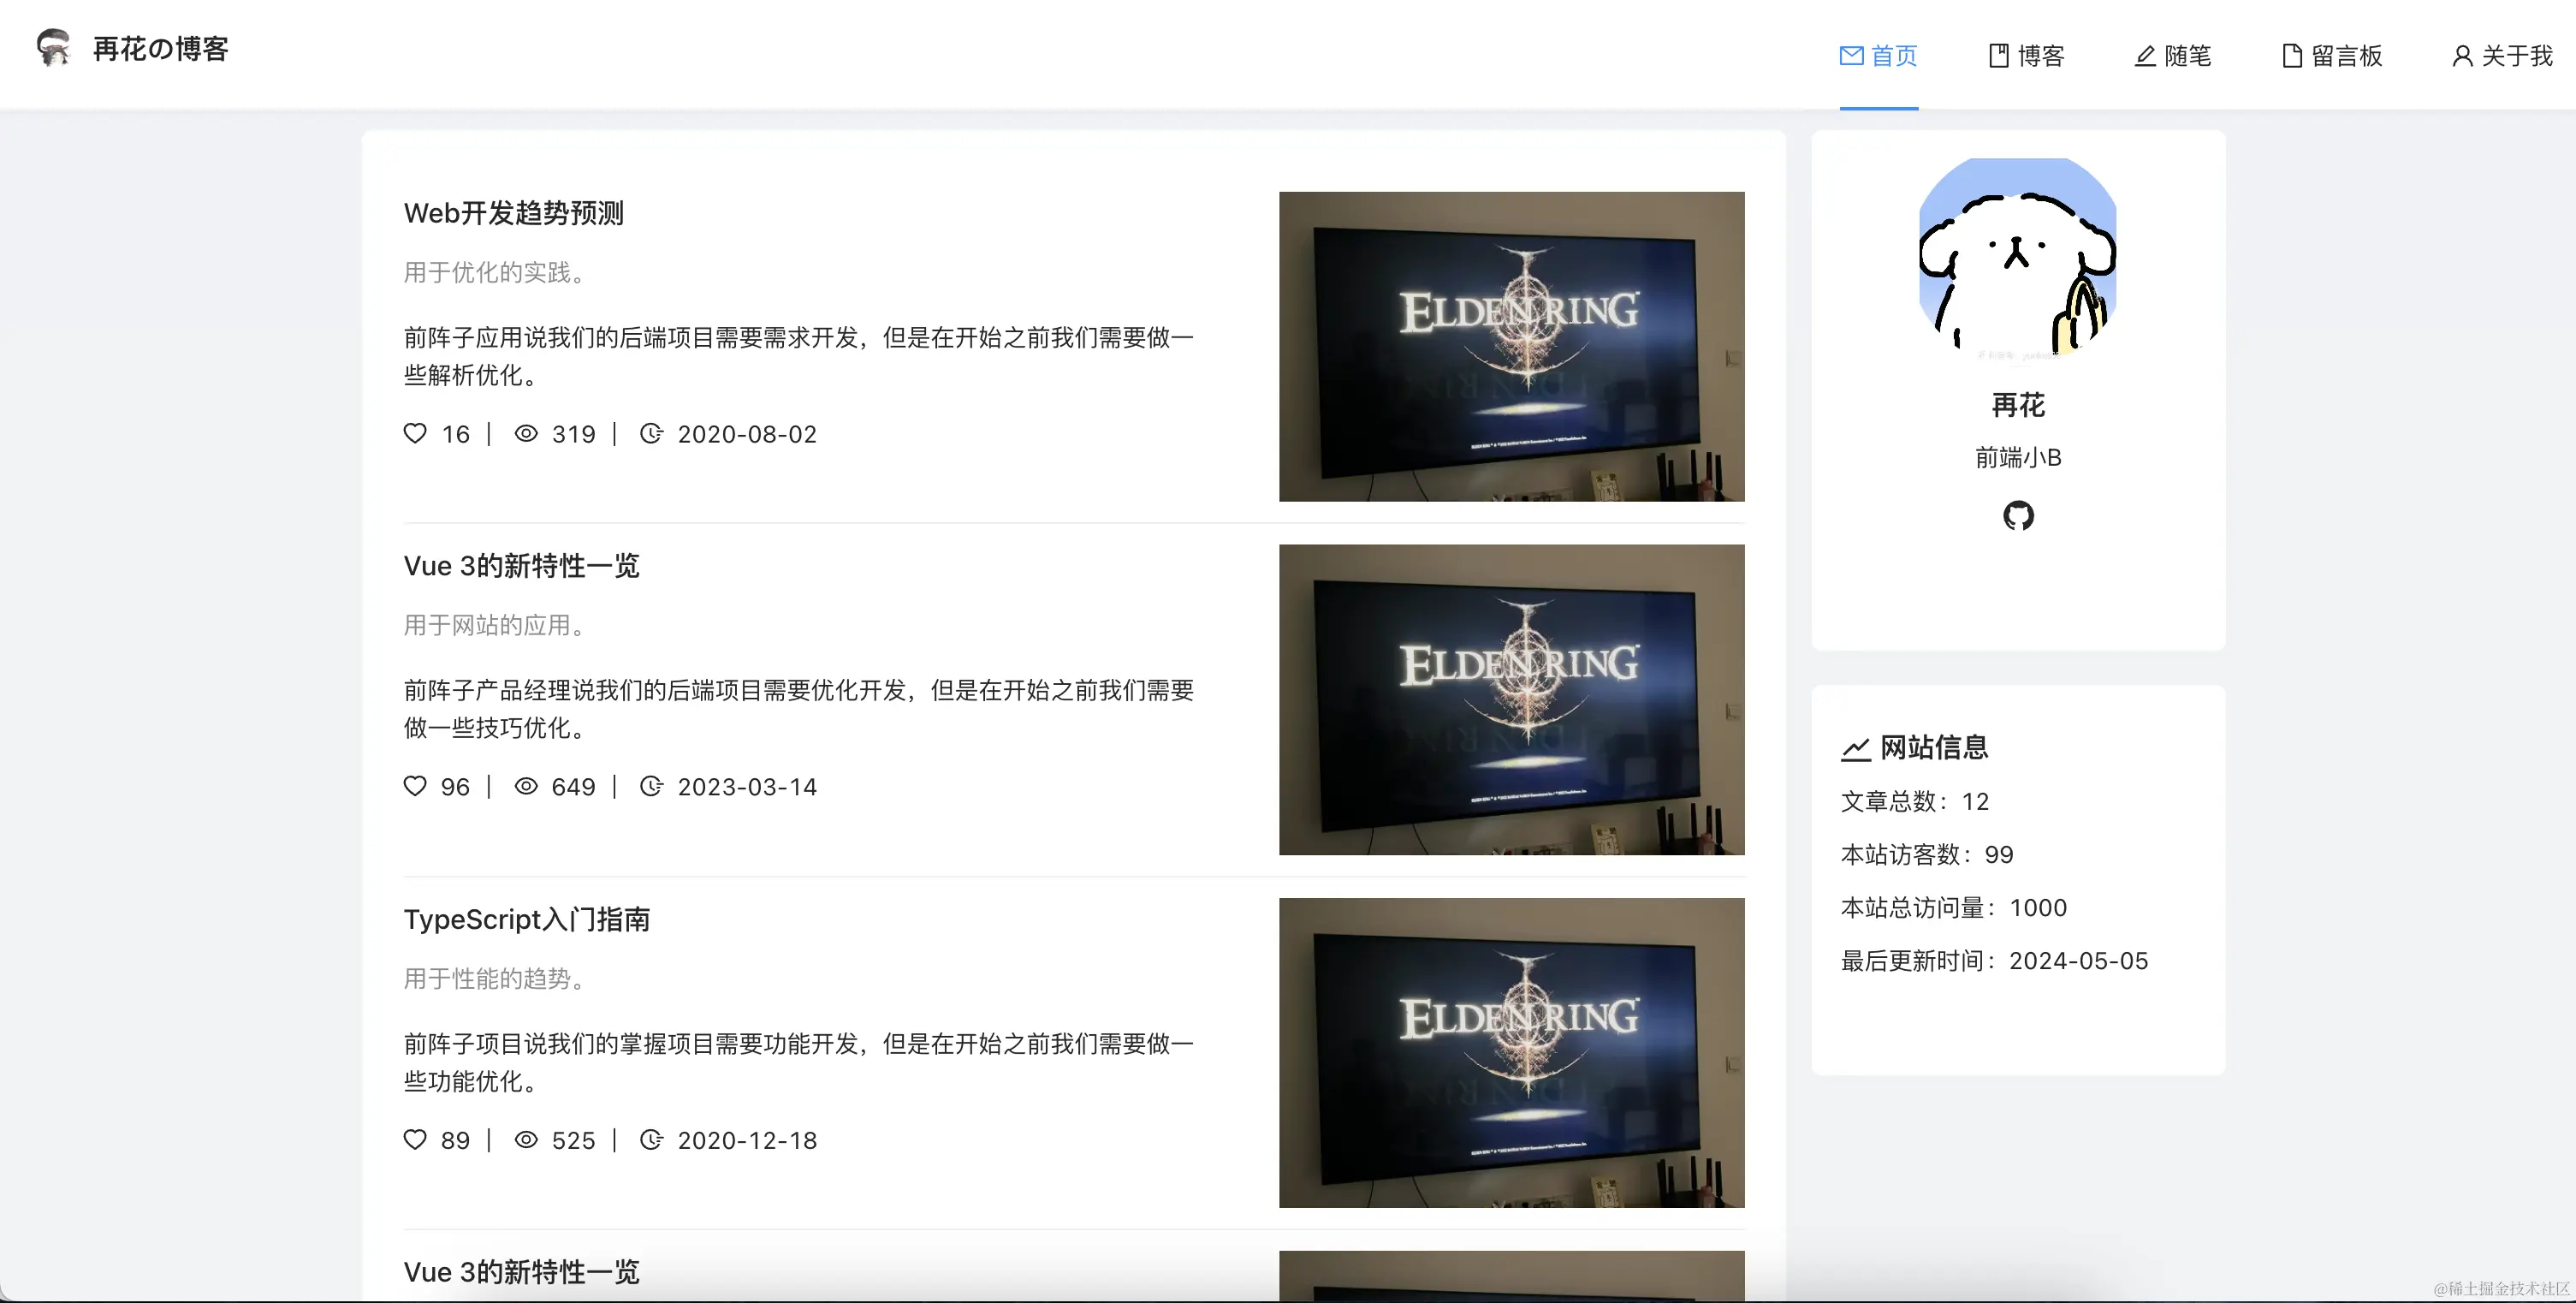 再花の博客
首页
博客
随笔
留言板
关于我
Web开发趋势预测
用于优化的实践。
前阵子应用说我们的后端项目需要需求开发，但是在开始之前我们需要做一
些解析优化。
16 | 319 | 2020-08-02
ELDEN RING
Vue 3的新特性一览
用于网站的应用。
前阵子产品经理说我们的后端项目需要优化开发，但是在开始之前我们需要
做一些技巧优化。
96 | 649 | 2023-03-14
ELDEN RING
TypeScript入门指南
用于性能的趋势。
前阵子项目说我们的掌握项目需要功能开发，但是在开始之前我们需要做一
些功能优化。
89 | 525 | 2020-12-18
ELDEN RING
Vue 3的新特性一览
再花
前端小B
网站信息
文章总数：12
本站访客数：99
本站总访问量：1000
最后更新时间：2024-05-05
@稀土掘金技术社区